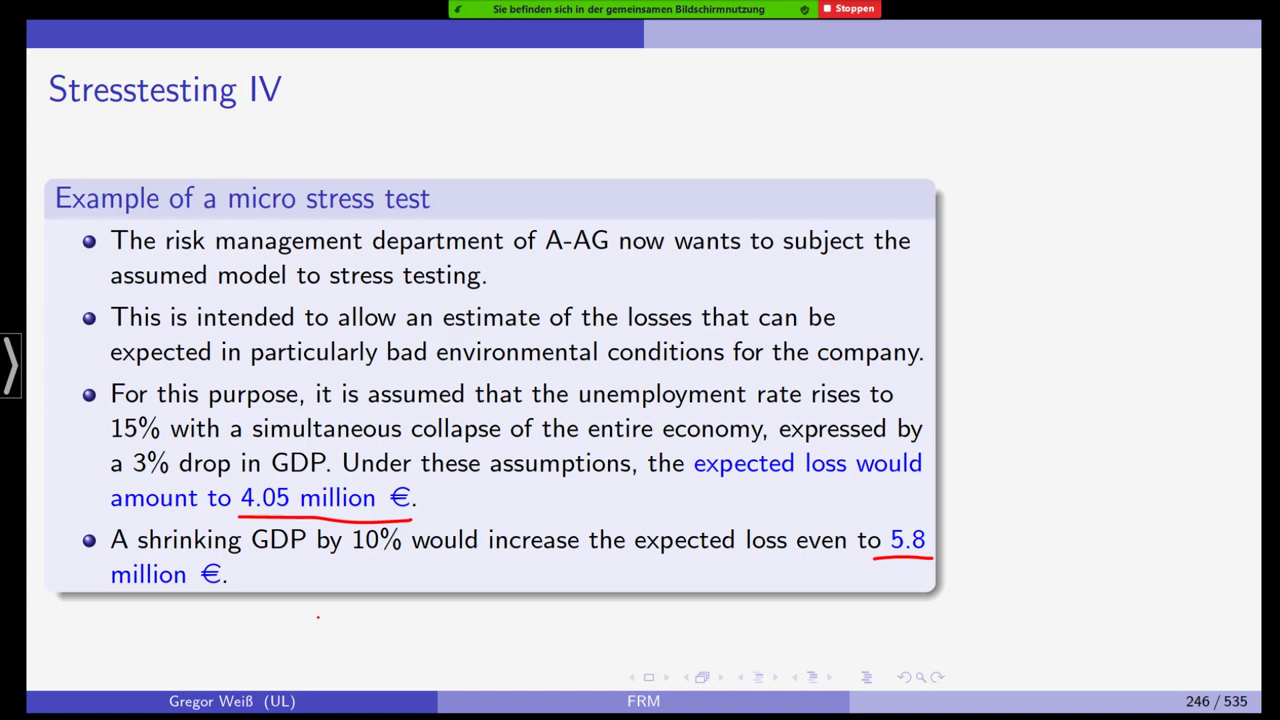 Sie befinden sich in der gemeinsamen Bildschirmnutzung
Stoppen
Stresstesting IV
Example of a micro stress test
The risk management department of A-AG now wants to subject the
assumed model to stress testing.
This is intended to allow an estimate of the losses that can be
expected in particularly bad environmental conditions for the company.
For this purpose, it is assumed that the unemployment rate rises to
15% with a simultaneous collapse of the entire economy, expressed by
a 3% drop in GDP. Under these assumptions, the expected loss would
amount to 4.05 million €.
A shrinking GDP by 10% would increase the expected loss even to 5.8
million €.
Gregor Weiß (UL)
FRM
246 / 535